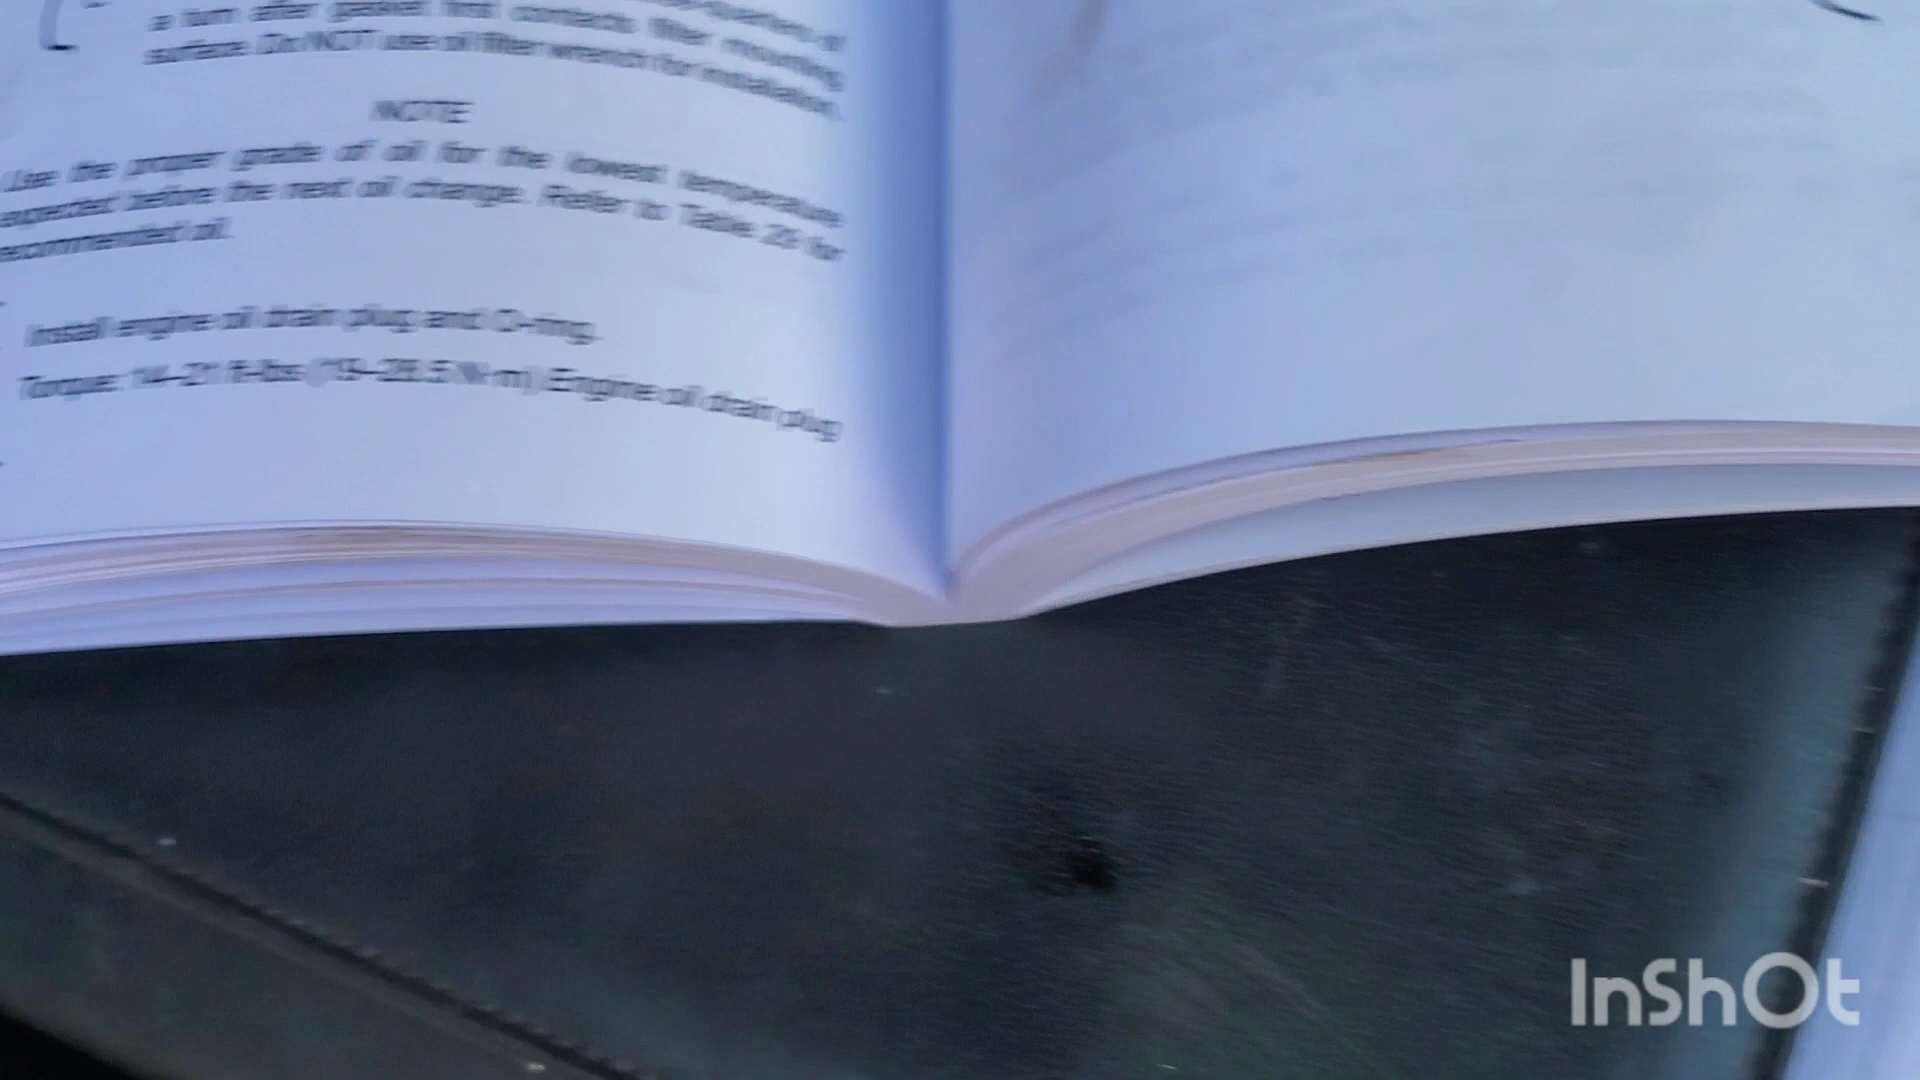 a turn after gasket first contacts filter mounting
surface. Do NOT use oil filter wrench for installation.
NOTE
Use the proper grade of oil for the lowest temperature
expected before the next oil change. Refer to Table 25 for
recommended oil.
Install engine oil drain plug and O-ring.
Torque: 14–21 ft-lbs (19–28.5 N·m) Engine oil drain plug
InShOt